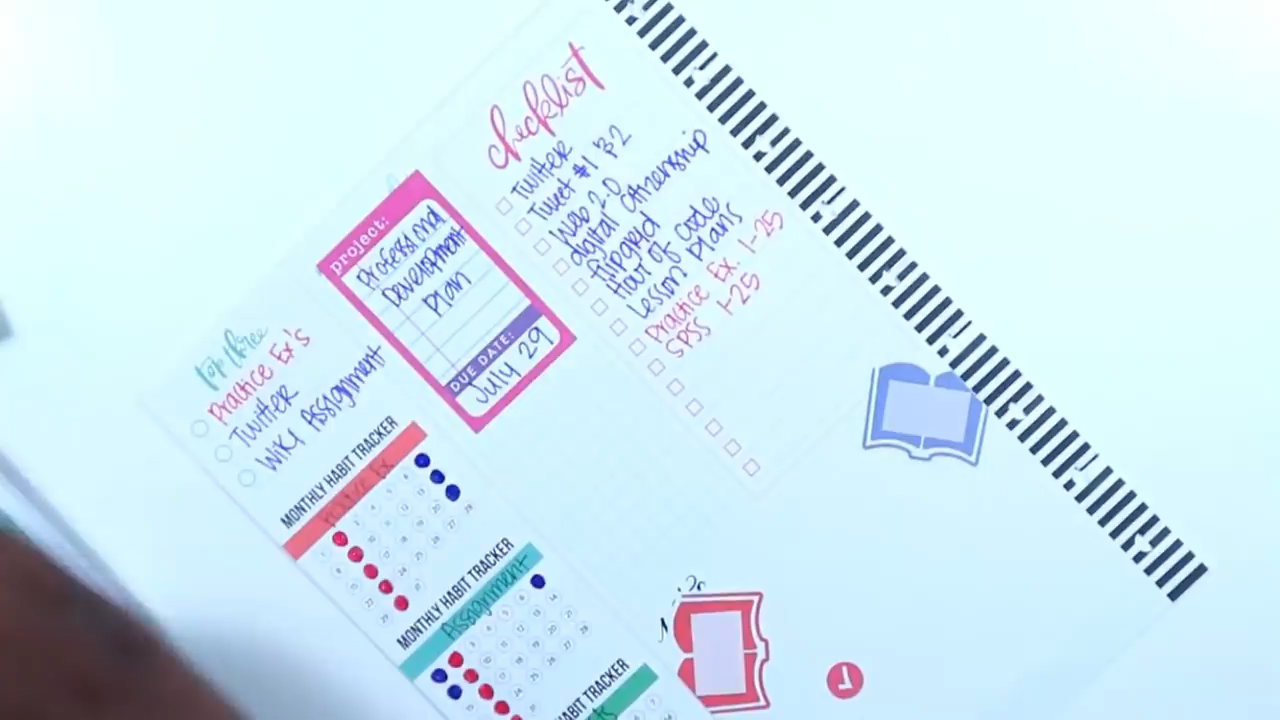 checklist
Twitter
Tweet #1 & 2
Web 2.0
digital citizenship
flipgrid
Hour of code
Lesson Plans
Practice Ex. 1-25
SPSS 1-25
project:
Professional
Development
Plan
DUE DATE:
July 29
top three
Practice Ex's
Twitter
Wiki Assignment
MONTHLY HABIT TRACKER
Practice Ex
MONTHLY HABIT TRACKER
Assignment
HABIT TRACKER